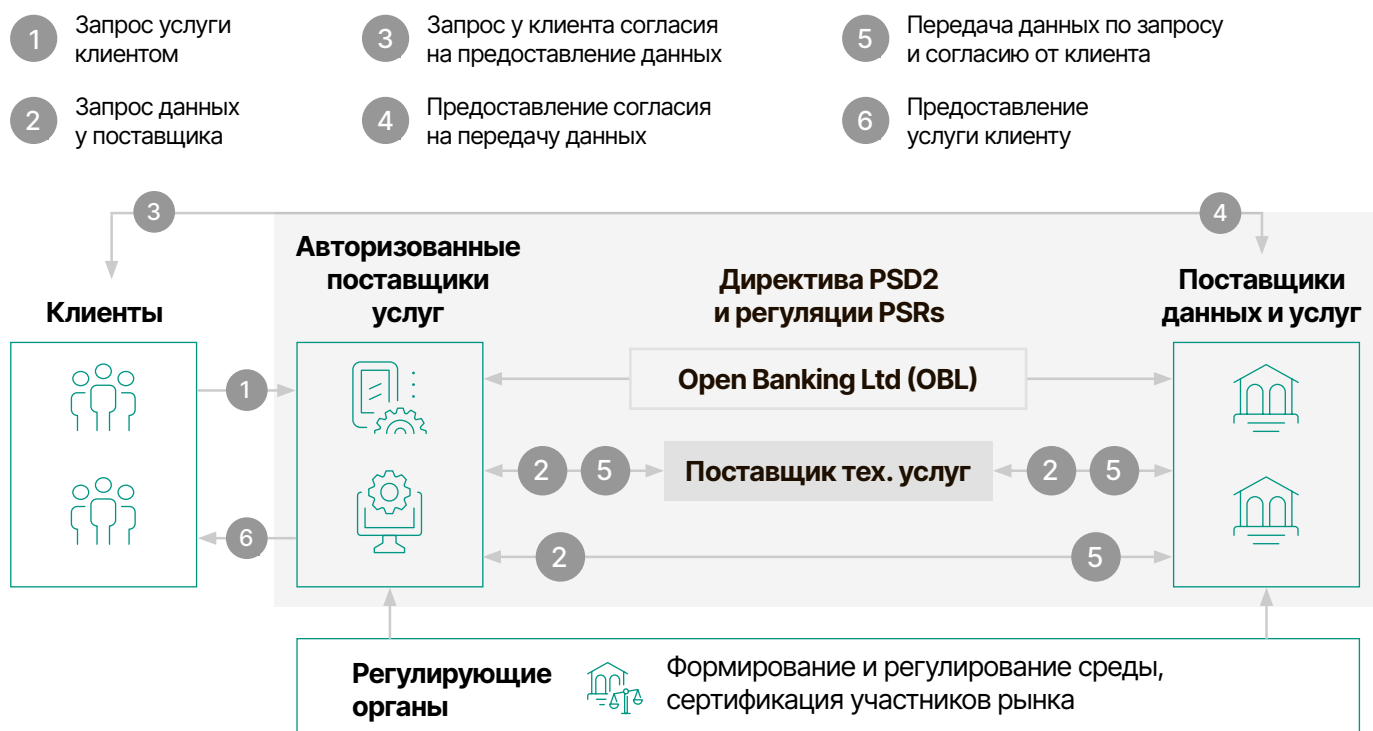 1
Запрос услуги
клиентом
3
Запрос у клиента согласия
на предоставление данных
5
Передача данных по запросу
и согласию от клиента
2
Запрос данных
у поставщика
4
Предоставление согласия
на передачу данных
6
Предоставление
услуги клиенту
3
4
Клиенты
Авторизованные
поставщики
услуг
Директива PSD2
и регуляции PSRs
Поставщики
данных и услуг
1
Open Banking Ltd (OBL)
2 5
Поставщик тех. услуг
2 5
6
2
5
Регулирующие
органы
Формирование и регулирование среды,
сертификация участников рынка